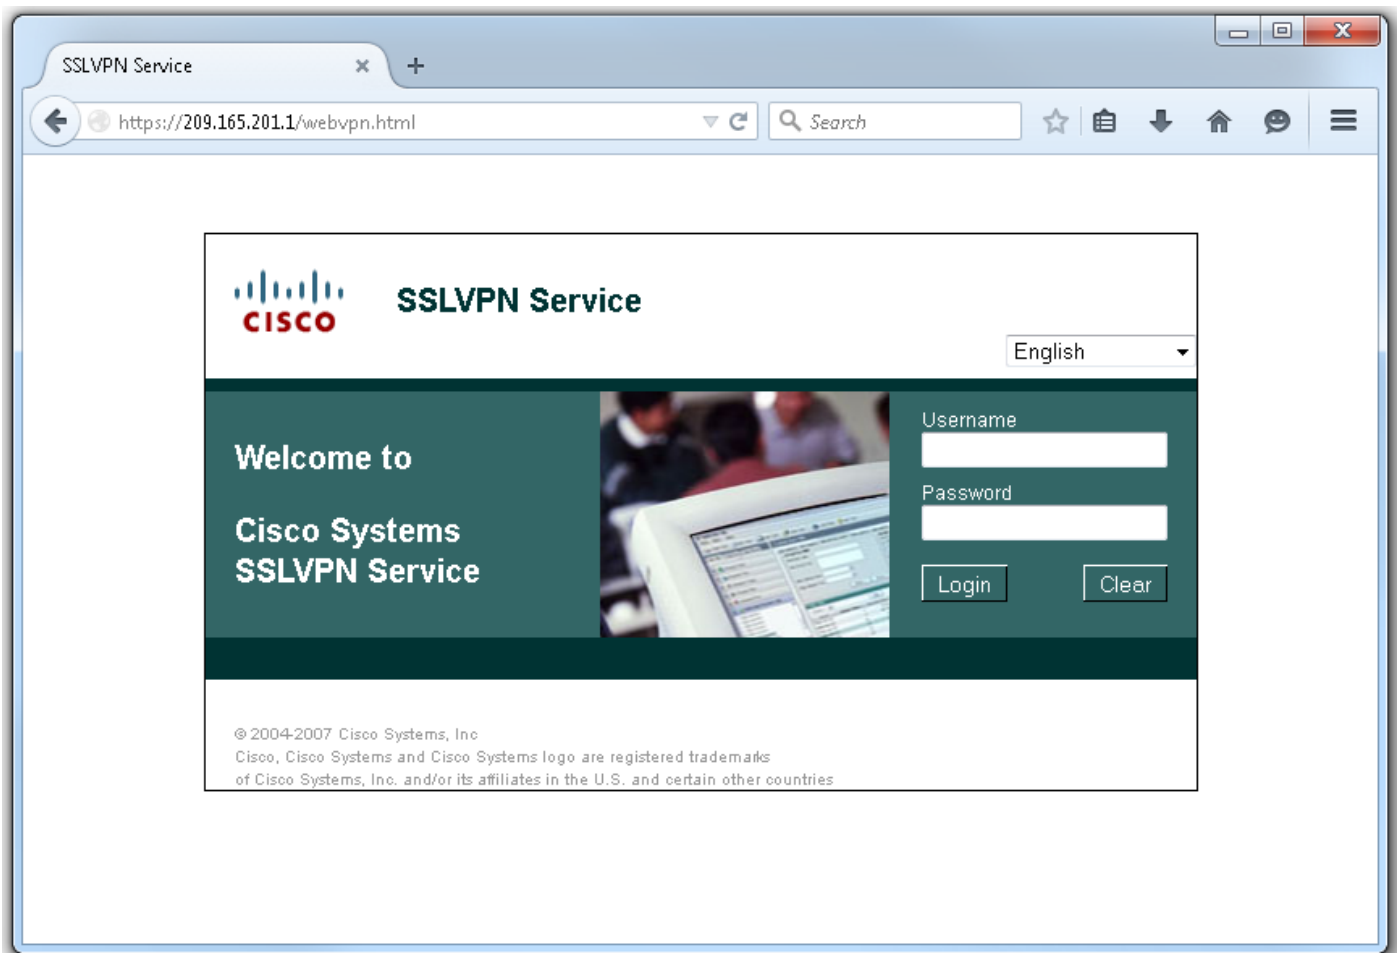 SSLVPN Service
https://209.165.201.1/webvpn.html
Search
CISCO
SSLVPN Service
English
Welcome to
Cisco Systems
SSLVPN Service
Username
Password
Login
Clear
© 2004-2007 Cisco Systems, Inc
Cisco, Cisco Systems and Cisco Systems logo are registered trademarks
of Cisco Systems, Inc. and/or its affiliates in the U.S. and certain other countries